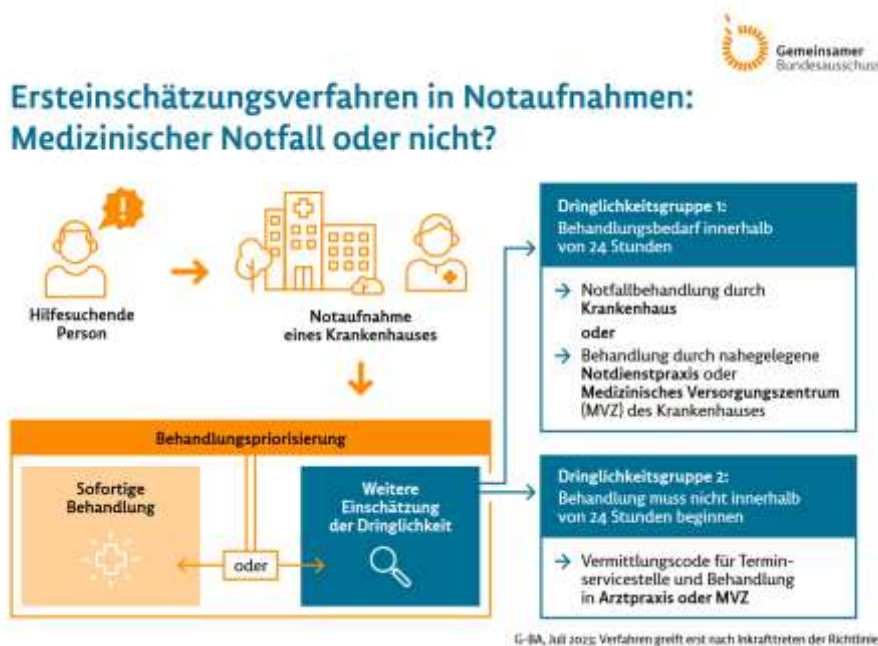 Gemeinsamer
Bundesausschuss
Ersteinschätzungsverfahren in Notaufnahmen:
Medizinischer Notfall oder nicht?
Hilfesuchende
Person
Notaufnahme
eines Krankenhauses
Behandlungspriorisierung
Sofortige
Behandlung
oder
Weitere
Einschätzung
der Dringlichkeit
Dringlichkeitsgruppe 1:
Behandlungsbedarf innerhalb
von 24 Stunden
→ Notfallbehandlung durch
Krankenhaus
oder
→ Behandlung durch nahegelegene
Notdienstpraxis oder
Medizinisches Versorgungszentrum
(MVZ) des Krankenhauses
Dringlichkeitsgruppe 2:
Behandlung muss nicht innerhalb
von 24 Stunden beginnen
→ Vermittlungscode für Termin-
servicestelle und Behandlung
in Arztpraxis oder MVZ
G-BA, Juli 2023; Verfahren greift erst nach Inkrafttreten der Richtlinie